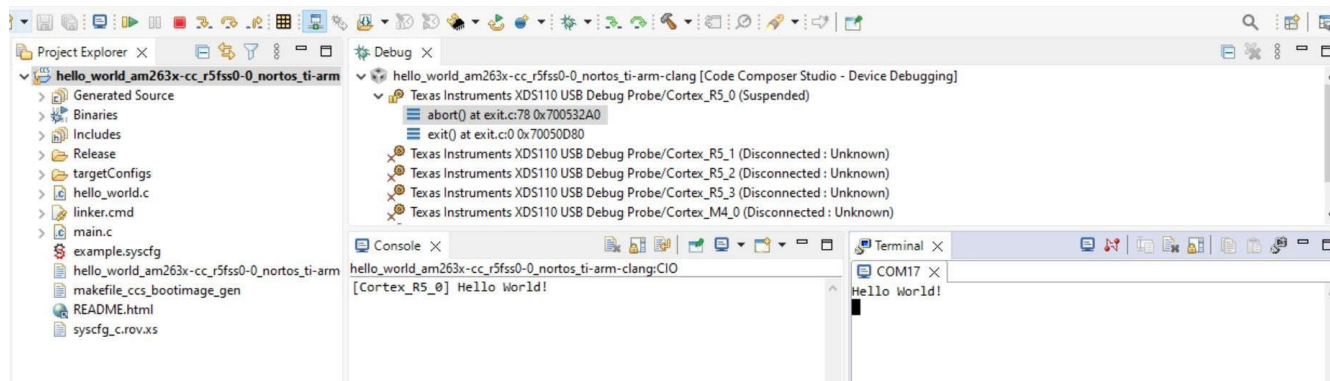 Project Explorer
hello_world_am263x-cc_r5fss0-0_nortos_ti-arm
Generated Source
Binaries
Includes
Release
targetConfigs
hello_world.c
linker.cmd
main.c
example.syscfg
hello_world_am263x-cc_r5fss0-0_nortos_ti-arm
makefile_ccs_bootimage_gen
README.html
syscfg_c.rov.xs
Debug
hello_world_am263x-cc_r5fss0-0_nortos_ti-arm-clang [Code Composer Studio - Device Debugging]
Texas Instruments XDS110 USB Debug Probe/Cortex_R5_0 (Suspended)
abort() at exit.c:78 0x700532A0
exit() at exit.c:0 0x70050D80
Texas Instruments XDS110 USB Debug Probe/Cortex_R5_1 (Disconnected : Unknown)
Texas Instruments XDS110 USB Debug Probe/Cortex_R5_2 (Disconnected : Unknown)
Texas Instruments XDS110 USB Debug Probe/Cortex_R5_3 (Disconnected : Unknown)
Texas Instruments XDS110 USB Debug Probe/Cortex_M4_0 (Disconnected : Unknown)
Console
hello_world_am263x-cc_r5fss0-0_nortos_ti-arm-clang:CIO
[Cortex_R5_0] Hello World!
Terminal
COM17
Hello World!